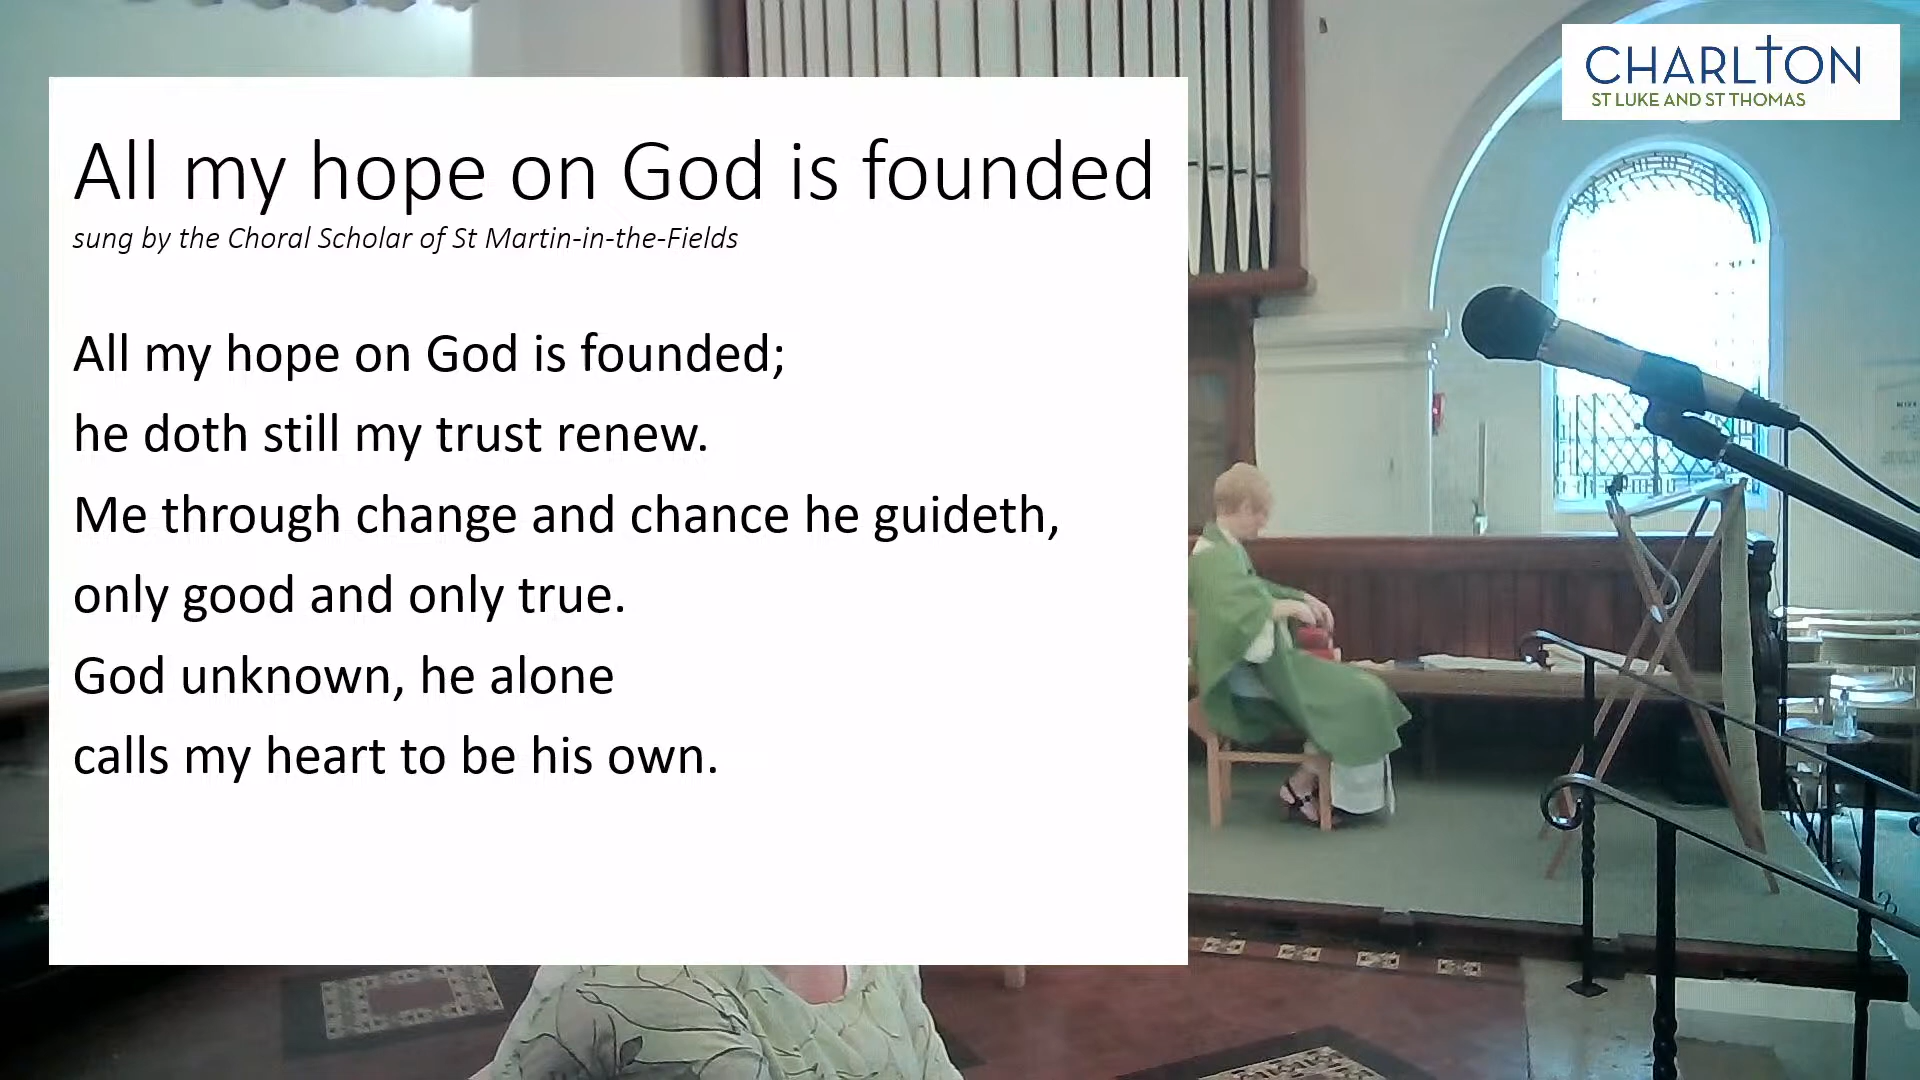 All my hope on God is founded
sung by the Choral Scholar of St Martin-in-the-Fields
All my hope on God is founded;
he doth still my trust renew.
Me through change and chance he guideth,
only good and only true.
God unknown, he alone
calls my heart to be his own.
CHARLTON
ST LUKE AND ST THOMAS